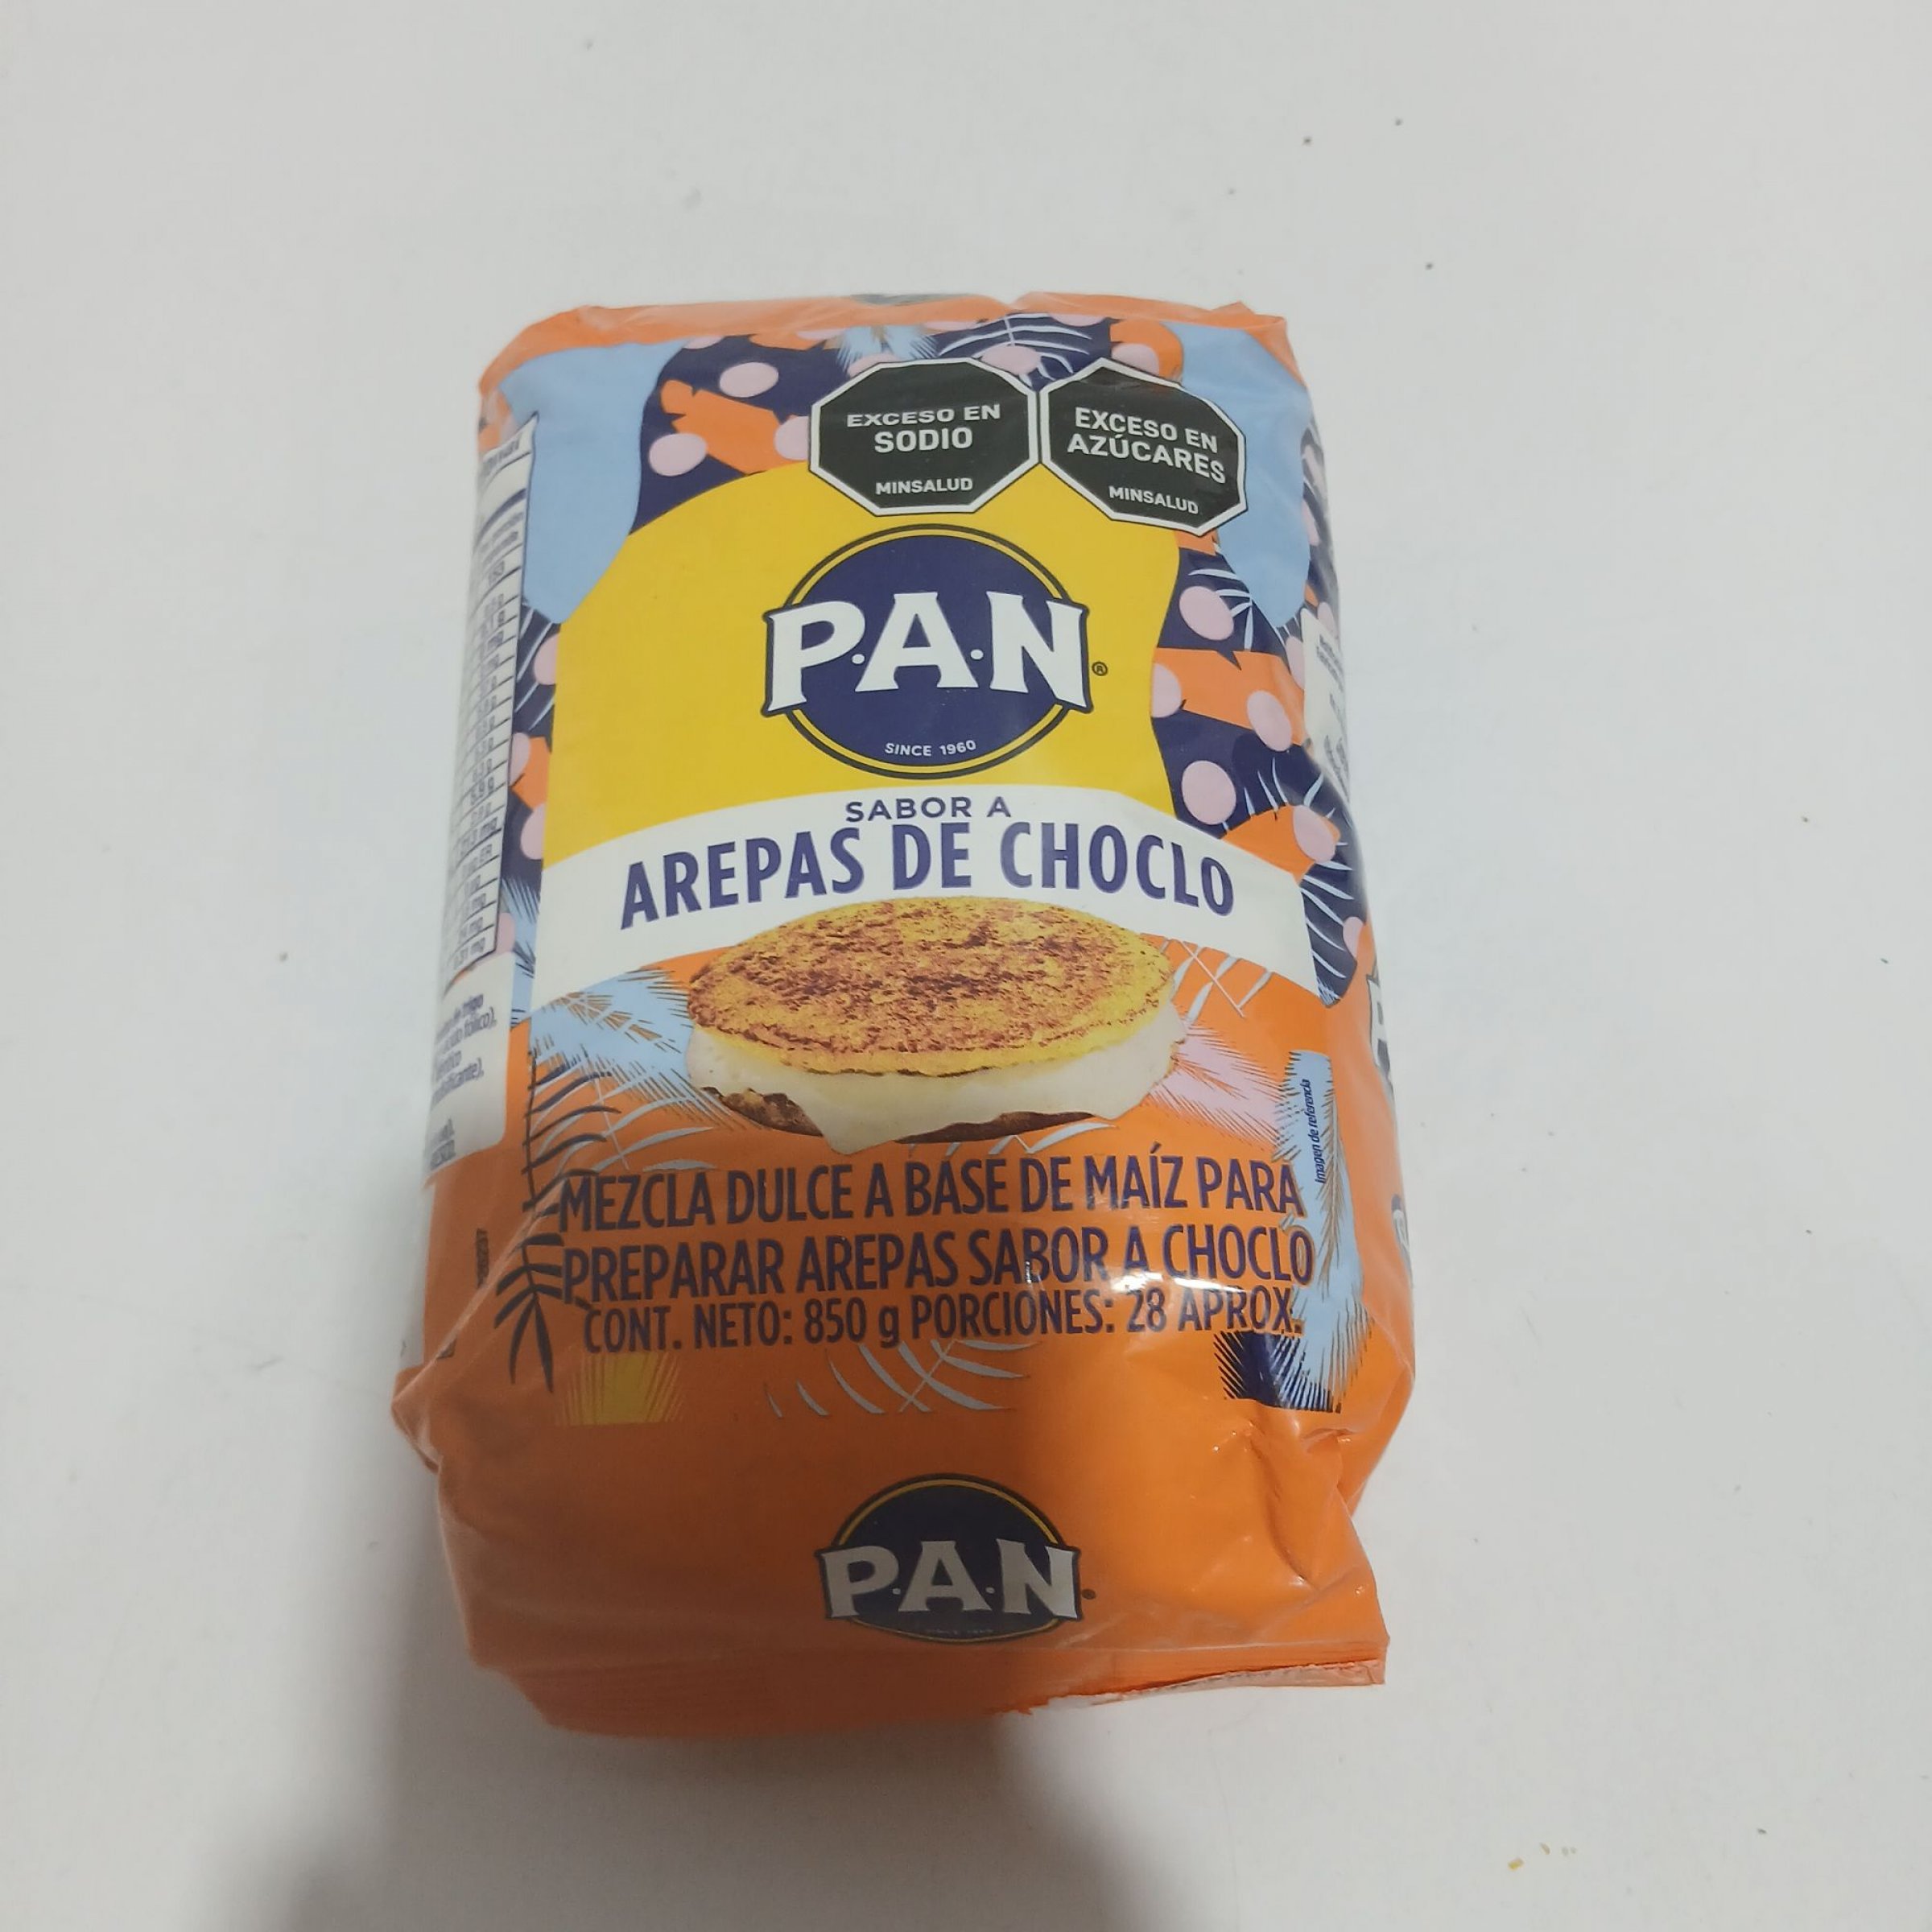 EXCESO EN
SODIO
MINSALUD
EXCESO EN
AZÚCARES
MINSALUD
P.A.N
®
SINCE 1960
SABOR A
AREPAS DE CHOCLO
Imagen de referencia
MEZCLA DULCE A BASE DE MAÍZ PARA
PREPARAR AREPAS SABOR A CHOCLO
CONT. NETO: 850 g PORCIONES: 28 APROX.
P.A.N